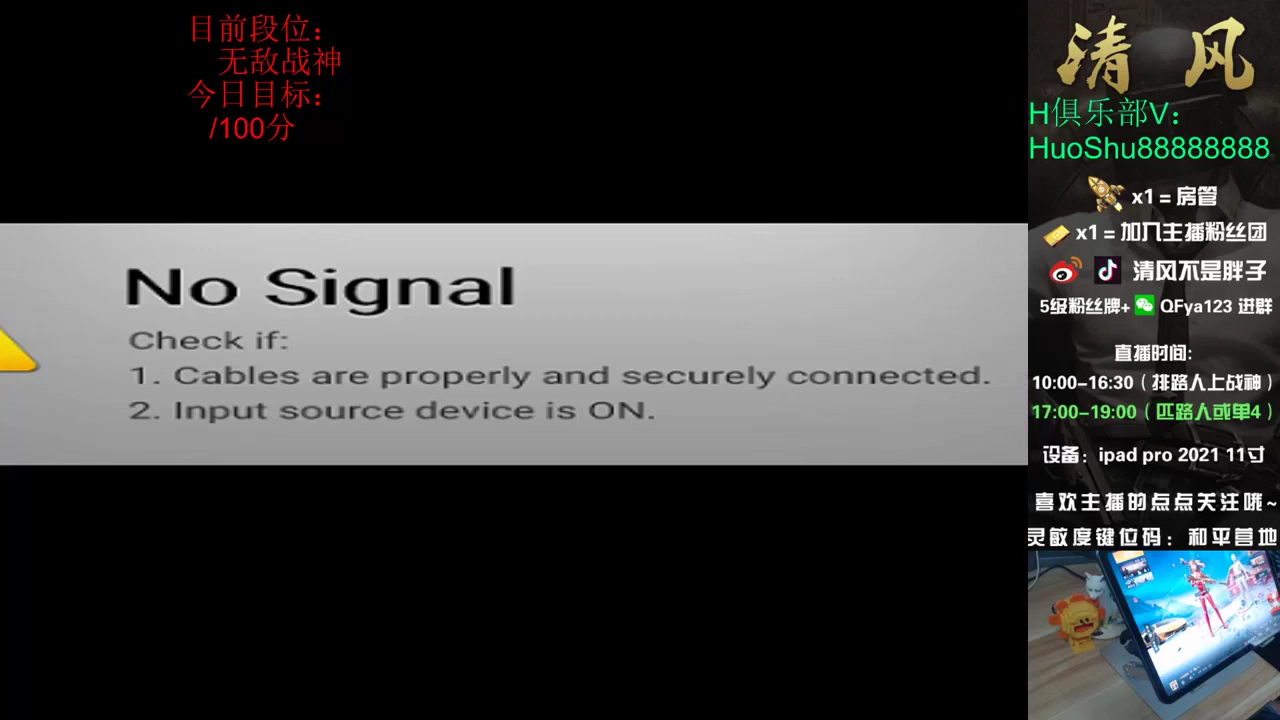 目前段位：
无敌战神
今日目标：
/100分
No Signal
Check if:
1. Cables are properly and securely connected.
2. Input source device is ON.
清 风
H俱乐部V：
HuoShu88888888
x1 = 房管
x1 = 加入主播粉丝团
清风不是胖子
5级粉丝牌+ QFya123 进群
直播时间:
10:00-16:30（排路人上战神）
17:00-19:00（匹路人或单4）
设备：ipad pro 2021 11寸
喜欢主播的点点关注哦~
灵敏度键位码：和平营地